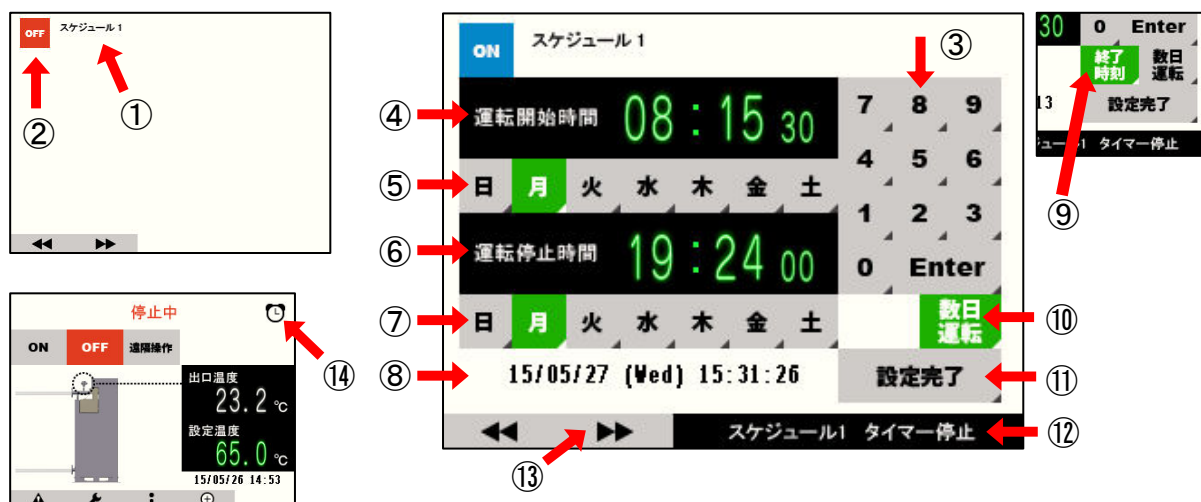 OFF スケジュール 1
②
①
◀◀ ▶▶
停止中
ON OFF 遠隔操作
出口温度
23.2 ℃
設定温度
65.0 ℃
15/05/26 14:53
⑭
ON スケジュール 1
③
④ 運転開始時間 08:15 30
⑤ 日 月 火 水 木 金 土
⑥ 運転停止時間 19:24 00
⑦ 日 月 火 水 木 金 土
⑧ 15/05/27 (Wed) 15:31:26
7 8 9
4 5 6
1 2 3
0 Enter
数日
運転 ⑩
設定完了 ⑪
◀◀ ▶▶ スケジュール1 タイマー停止 ⑫
⑬
30 0 Enter
終了
時刻
数日
運転
13 設定完了
ュール1 タイマー停止
⑨